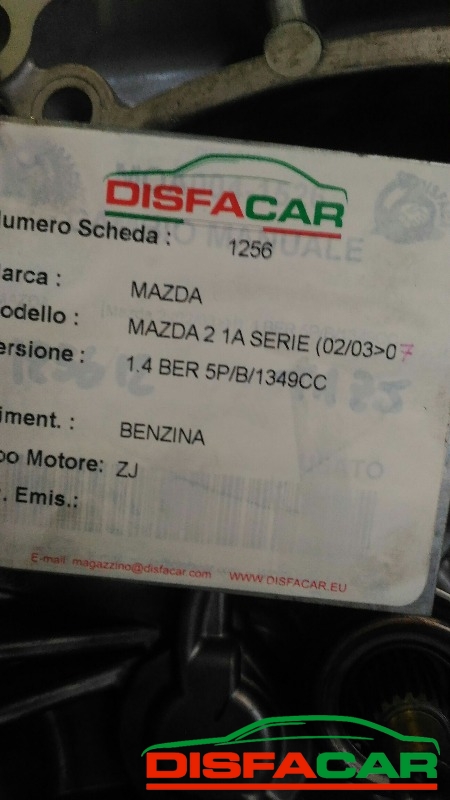 DISFACAR
umero Scheda : 1256
arca : MAZDA
odello : MAZDA 2 1A SERIE (02/03>07
ersione : 1.4 BER 5P/B/1349CC
iment. : BENZINA
po Motore: ZJ
. Emis.:
E-mail: magazzino@disfacar.com WWW.DISFACAR.EU
DISFACAR